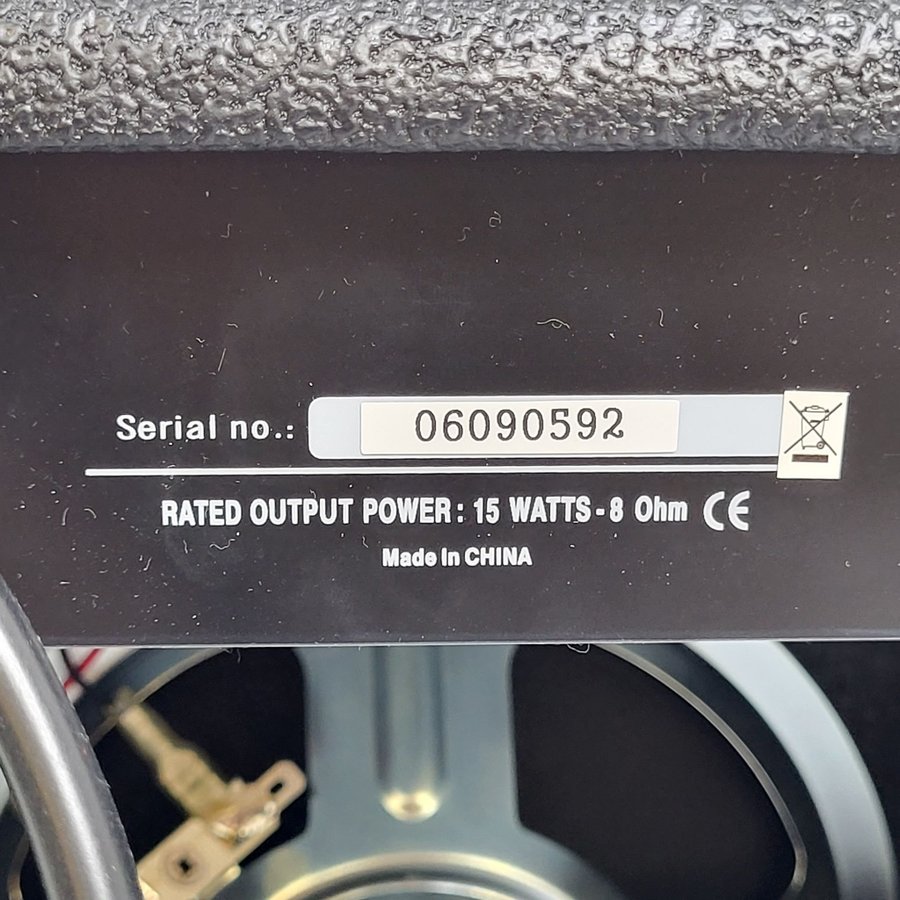 Serial no.: 06090592
RATED OUTPUT POWER: 15 WATTS-8 Ohm CE
Made In CHINA